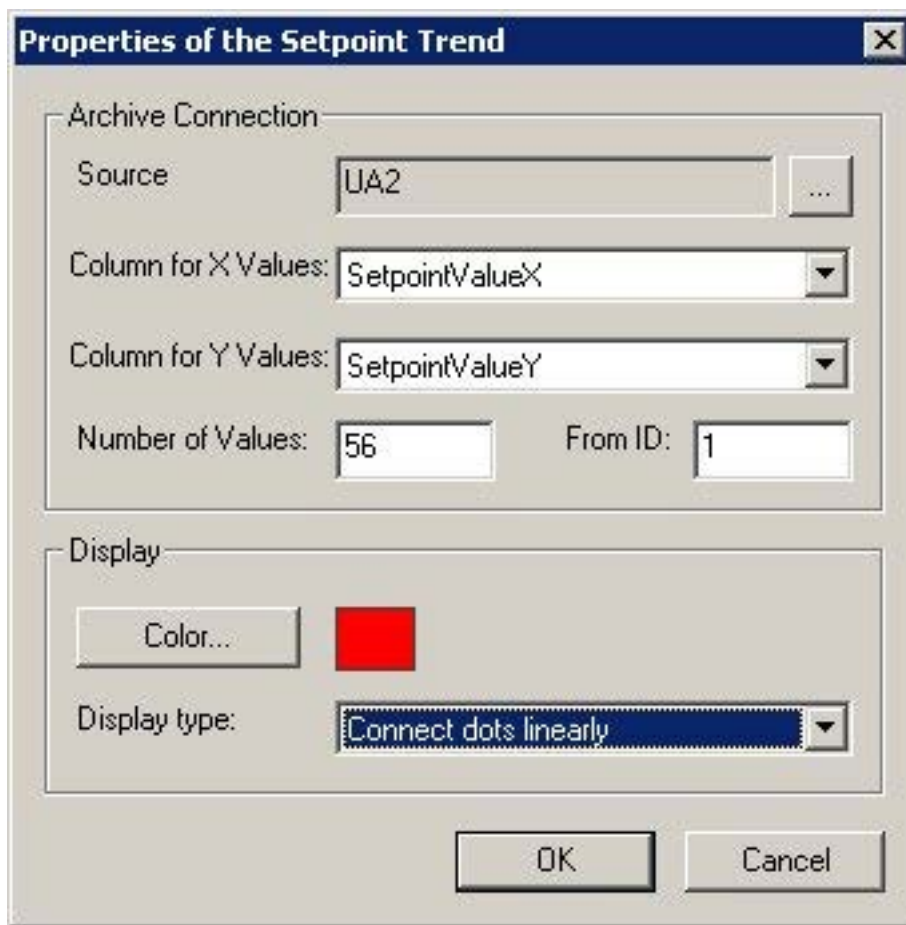 Properties of the Setpoint Trend
Archive Connection
Source UA2 ...
Column for X Values: SetpointValueX
Column for Y Values: SetpointValueY
Number of Values: 56 From ID: 1
Display
Color...
Display type: Connect dots linearly
OK Cancel